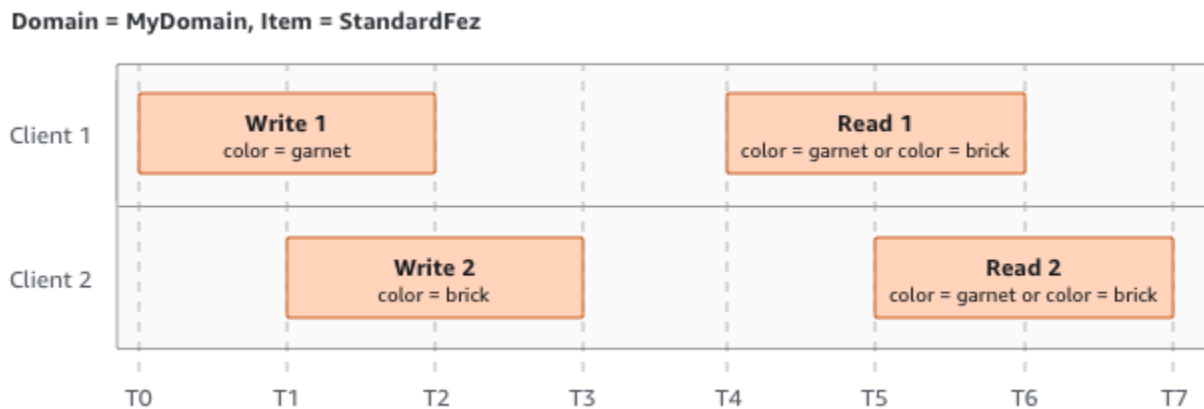 Domain = MyDomain, Item = StandardFez
Client 1
Write 1
color = garnet
Read 1
color = garnet or color = brick
Client 2
Write 2
color = brick
Read 2
color = garnet or color = brick
T0 T1 T2 T3 T4 T5 T6 T7